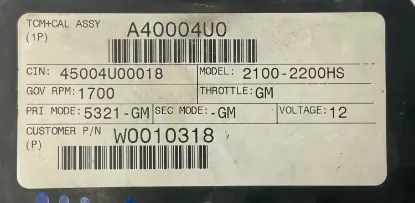 TCM+CAL ASSY
(1P)
A40004U0
CIN: 45004U00018 MODEL: 2100-2200HS
GOV RPM: 1700 THROTTLE: GM
PRI MODE: 5321-GM SEC MODE: -GM VOLTAGE: 12
CUSTOMER P/N
(P)
W0010318